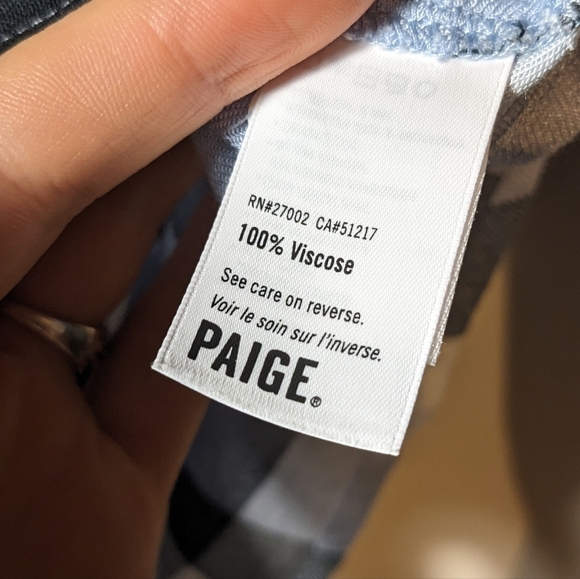 RN#27002 CA#51217
100% Viscose
See care on reverse.
Voir le soin sur l'inverse.
PAIGE®